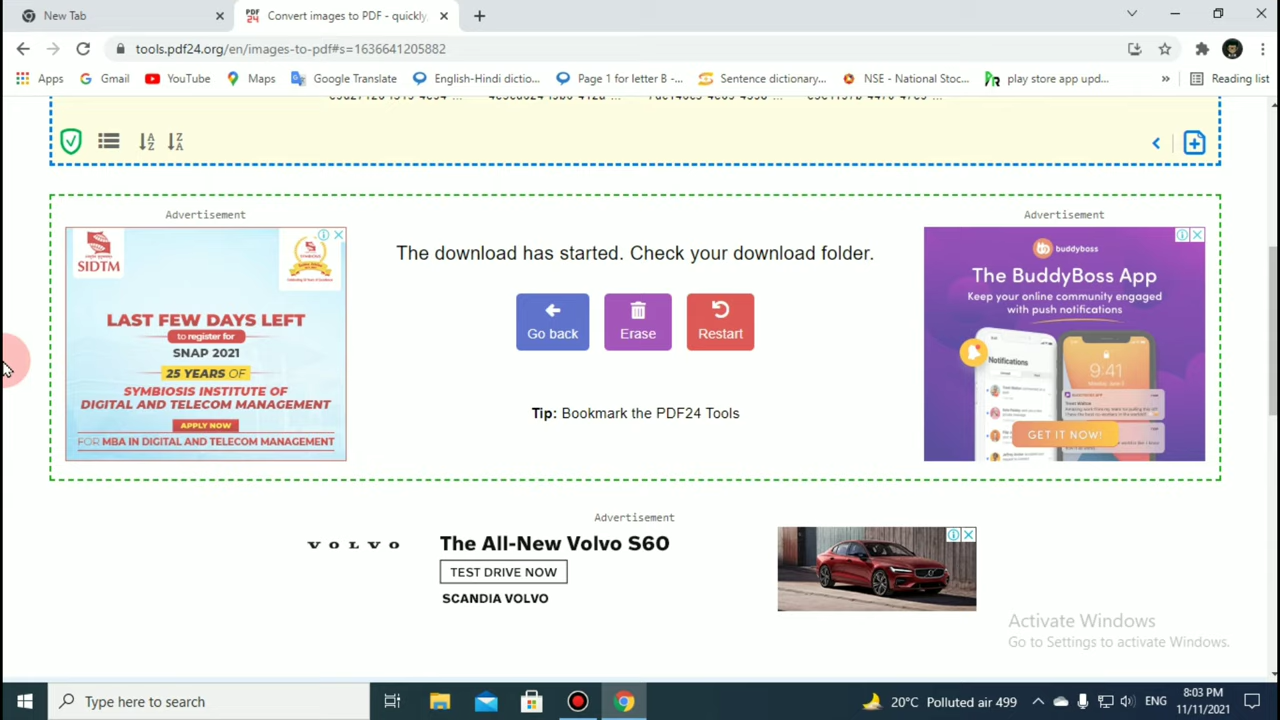 New Tab
Convert images to PDF - quickly,
tools.pdf24.org/en/images-to-pdf#s=1636641205882
Apps
Gmail
YouTube
Maps
Google Translate
English-Hindi dictio...
Page 1 for letter B -...
Sentence dictionary...
NSE - National Stoc...
play store app upd...
»
Reading list
Advertisement
SIDTM
LAST FEW DAYS LEFT
to register for
SNAP 2021
25 YEARS OF
SYMBIOSIS INSTITUTE OF
DIGITAL AND TELECOM MANAGEMENT
APPLY NOW
FOR MBA IN DIGITAL AND TELECOM MANAGEMENT
The download has started. Check your download folder.
Go back
Erase
Restart
Tip: Bookmark the PDF24 Tools
Advertisement
buddyboss
The BuddyBoss App
Keep your online community engaged
with push notifications
Notifications
9:41
GET IT NOW!
Advertisement
VOLVO
The All-New Volvo S60
TEST DRIVE NOW
SCANDIA VOLVO
Activate Windows
Go to Settings to activate Windows.
Type here to search
20°C Polluted air 499
ENG
8:03 PM
11/11/2021